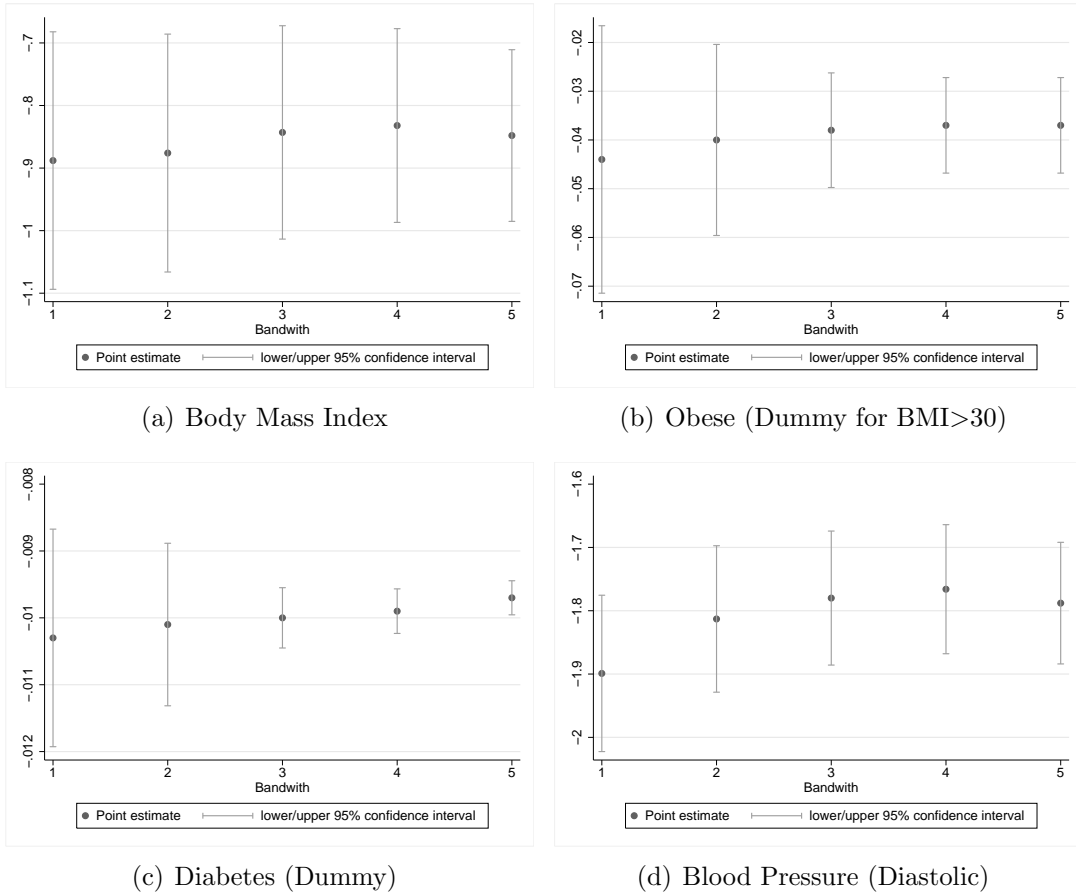 -.7
-.8
-.9
-1
-1.1
1 2 3 4 5
Bandwith
Point estimate lower/upper 95% confidence interval
(a) Body Mass Index
-.02
-.03
-.04
-.05
-.06
-.07
1 2 3 4 5
Bandwith
Point estimate lower/upper 95% confidence interval
(b) Obese (Dummy for BMI>30)
-.008
-.009
-.01
-.011
-.012
1 2 3 4 5
Bandwith
Point estimate lower/upper 95% confidence interval
(c) Diabetes (Dummy)
-1.6
-1.7
-1.8
-1.9
-2
1 2 3 4 5
Bandwith
Point estimate lower/upper 95% confidence interval
(d) Blood Pressure (Diastolic)